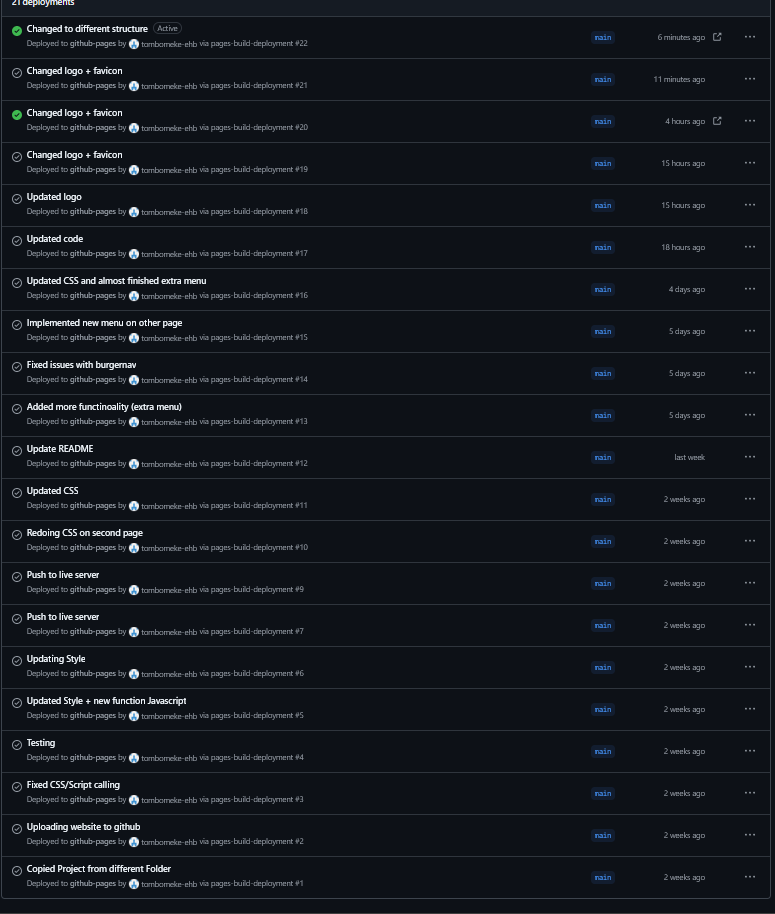 21 deployments
Changed to different structure Active
Deployed to github-pages by tombomeke-ehb via pages-build-deployment #22
main 6 minutes ago
Changed logo + favicon
Deployed to github-pages by tombomeke-ehb via pages-build-deployment #21
main 11 minutes ago
Changed logo + favicon
Deployed to github-pages by tombomeke-ehb via pages-build-deployment #20
main 4 hours ago
Changed logo + favicon
Deployed to github-pages by tombomeke-ehb via pages-build-deployment #19
main 15 hours ago
Updated logo
Deployed to github-pages by tombomeke-ehb via pages-build-deployment #18
main 15 hours ago
Updated code
Deployed to github-pages by tombomeke-ehb via pages-build-deployment #17
main 18 hours ago
Updated CSS and almost finished extra menu
Deployed to github-pages by tombomeke-ehb via pages-build-deployment #16
main 4 days ago
Implemented new menu on other page
Deployed to github-pages by tombomeke-ehb via pages-build-deployment #15
main 5 days ago
Fixed issues with burgernav
Deployed to github-pages by tombomeke-ehb via pages-build-deployment #14
main 5 days ago
Added more functinoality (extra menu)
Deployed to github-pages by tombomeke-ehb via pages-build-deployment #13
main 5 days ago
Update README
Deployed to github-pages by tombomeke-ehb via pages-build-deployment #12
main last week
Updated CSS
Deployed to github-pages by tombomeke-ehb via pages-build-deployment #11
main 2 weeks ago
Redoing CSS on second page
Deployed to github-pages by tombomeke-ehb via pages-build-deployment #10
main 2 weeks ago
Push to live server
Deployed to github-pages by tombomeke-ehb via pages-build-deployment #9
main 2 weeks ago
Push to live server
Deployed to github-pages by tombomeke-ehb via pages-build-deployment #7
main 2 weeks ago
Updating Style
Deployed to github-pages by tombomeke-ehb via pages-build-deployment #6
main 2 weeks ago
Updated Style + new function Javascript
Deployed to github-pages by tombomeke-ehb via pages-build-deployment #5
main 2 weeks ago
Testing
Deployed to github-pages by tombomeke-ehb via pages-build-deployment #4
main 2 weeks ago
Fixed CSS/Script calling
Deployed to github-pages by tombomeke-ehb via pages-build-deployment #3
main 2 weeks ago
Uploading website to github
Deployed to github-pages by tombomeke-ehb via pages-build-deployment #2
main 2 weeks ago
Copied Project from different Folder
Deployed to github-pages by tombomeke-ehb via pages-build-deployment #1
main 2 weeks ago